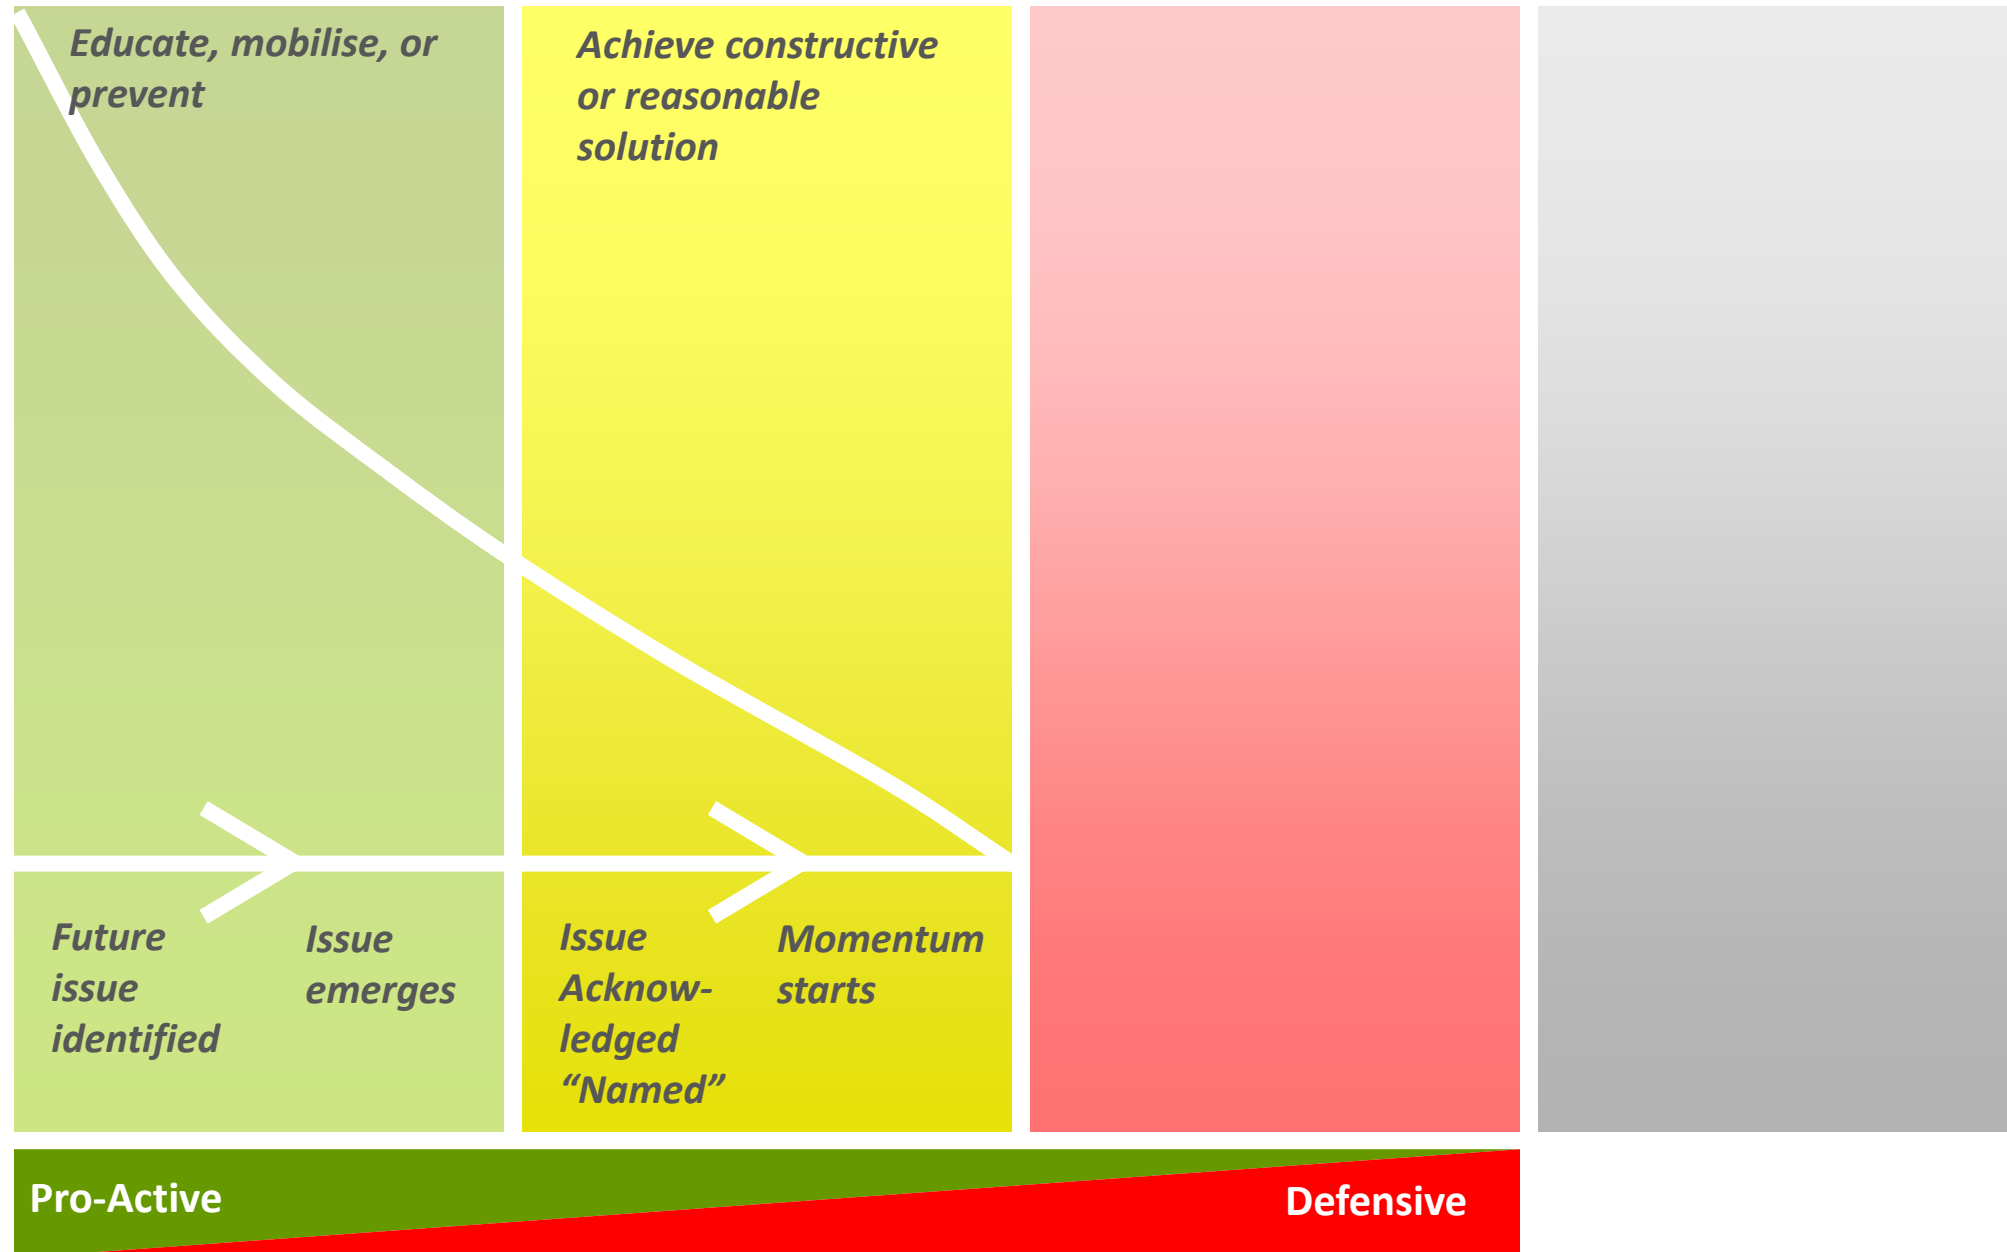 Educate, mobilise, or
prevent
Achieve constructive
or reasonable
solution
Future
issue
identified
Issue
emerges
Issue
Acknow-
ledged
“Named”
Momentum
starts
Pro-Active
Defensive